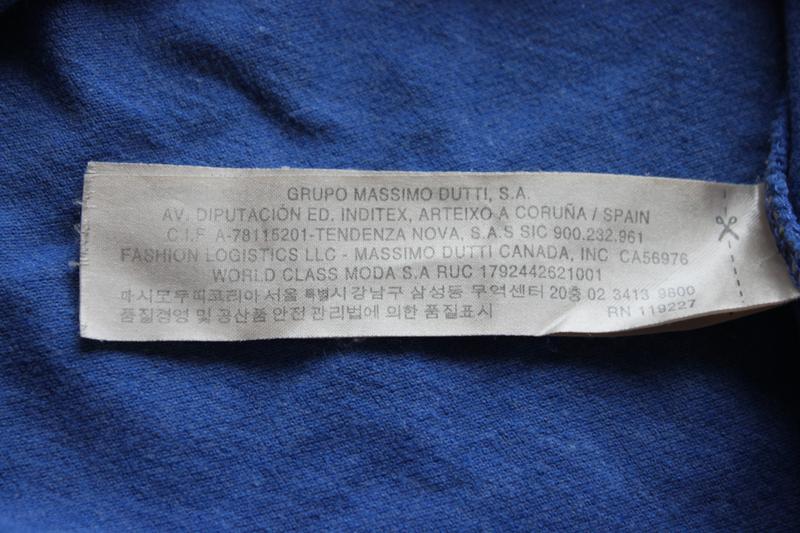 GRUPO MASSIMO DUTTI, S.A.
AV. DIPUTACIÓN ED. INDITEX, ARTEIXO A CORUÑA / SPAIN
C.I.F A-78115201-TENDENZA NOVA, S.A.S SIC 900.232.961
FASHION LOGISTICS LLC - MASSIMO DUTTI CANADA, INC CA56976
WORLD CLASS MODA S.A RUC 1792442621001
마시모두띠코리아 서울 특별시 강남구 삼성동 무역센터 20층 02 3413 9800
품질경영 및 공산품 안전 관리법에 의한 품질표시 RN 119227